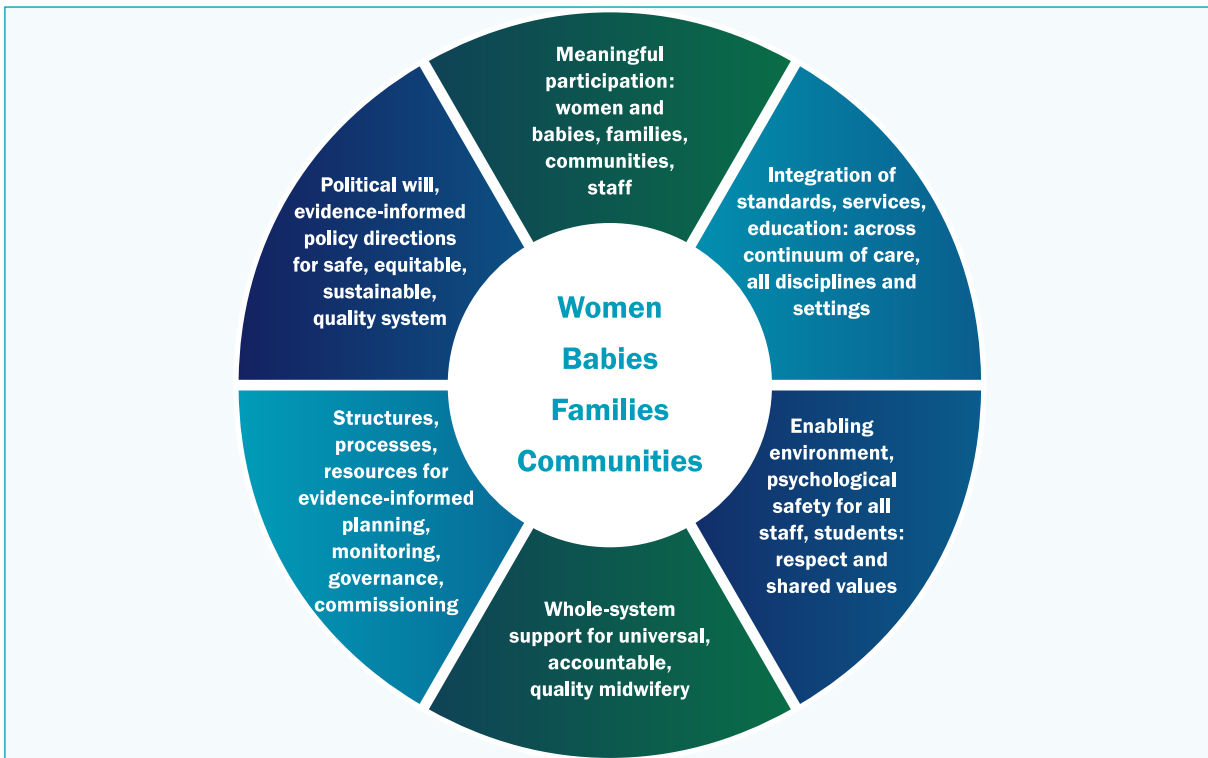 Meaningful
participation:
women and
babies, families,
communities,
staff
Integration of
standards, services,
education: across
continuum of care,
all disciplines and
settings
Enabling
environment,
psychological
safety for all
staff, students:
respect and
shared values
Whole-system
support for universal,
accountable,
quality midwifery
Structures,
processes,
resources for
evidence-informed
planning,
monitoring,
governance,
commissioning
Political will,
evidence-informed
policy directions
for safe, equitable,
sustainable,
quality system
Women
Babies
Families
Communities